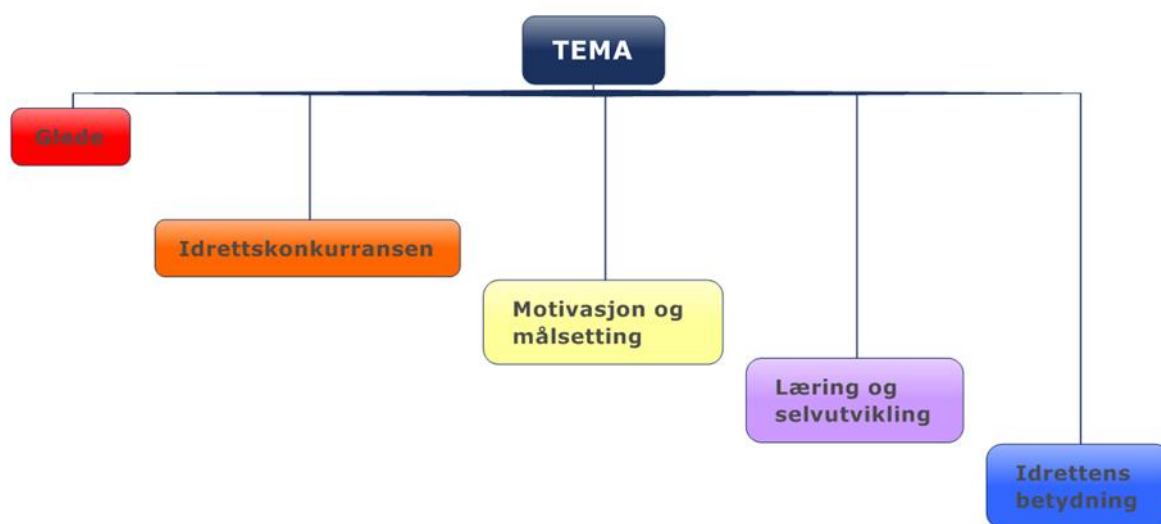 TEMA
Glede
Idrettskonkurransen
Motivasjon og
målsetting
Læring og
selvutvikling
Idrettens
betydning